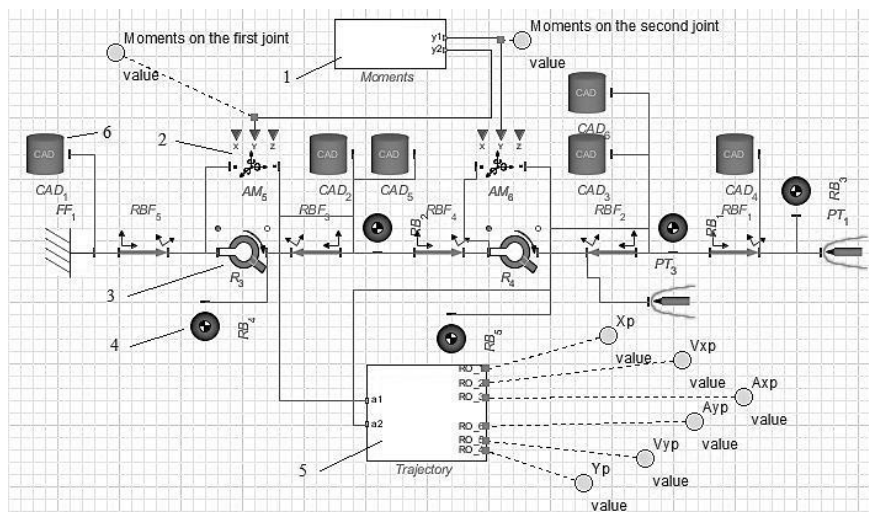 Moments on the first joint
value
1
y1
y2
Moments
Moments on the second joint
value
CAD
CAD6
6
CAD
CAD1
FF1
2
X Y Z
AM5
CAD
CAD2
CAD
CAD5
X Y Z
AM6
CAD
CAD3
CAD
CAD4
RB3
PT1
RBF5
RBF3
RB2
RBF4
RBF2
RB1
RBF1
3
R3
R4
PT3
4
RB4
RB5
Xp
value
Vxp
value
Axp
value
Ayp
value
Vyp
value
Yp
value
a1
a2
RO_1
RO_2
RO_3
RO_6
RO_5
RO_4
5
Trajectory